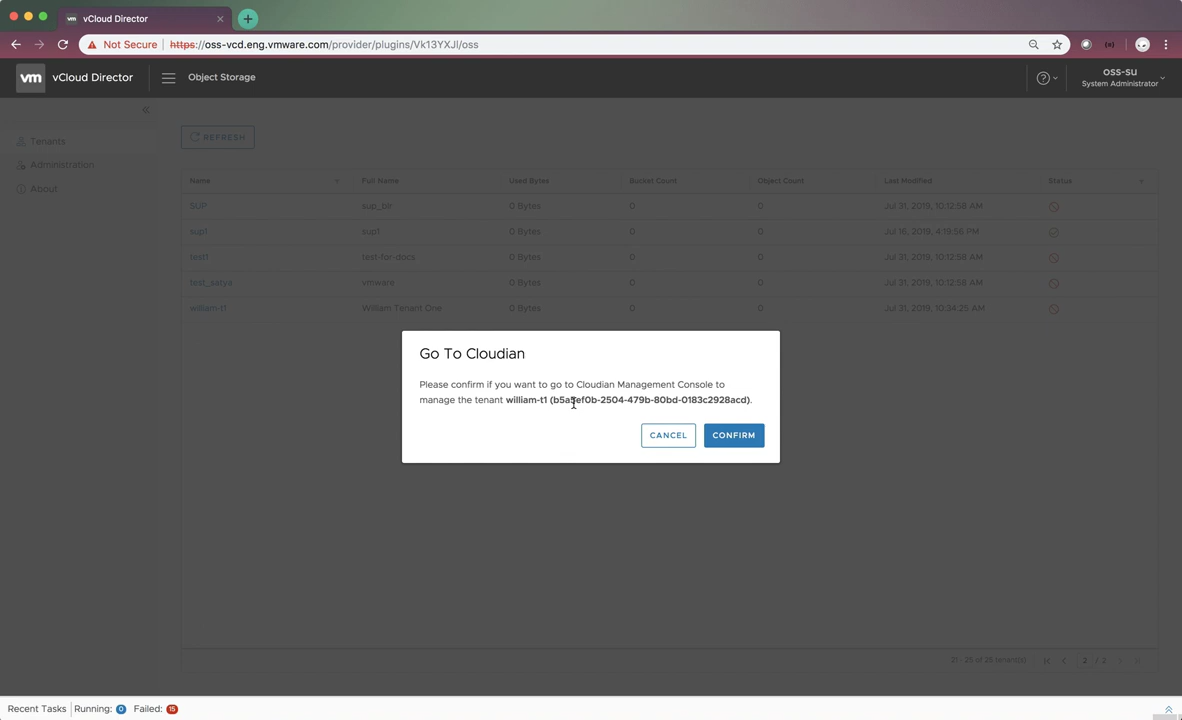 vm vCloud Director
Not Secure | https://oss-vcd.eng.vmware.com/provider/plugins/Vk13YXJl/oss
vm vCloud Director Object Storage
oss-su
System Administrator
Tenants
Administration
About
REFRESH
Name Full Name Used Bytes Bucket Count Object Count Last Modified Status
SUP sup_bir 0 Bytes 0 0 Jul 31, 2019, 10:12:58 AM
sup1 sup1 0 Bytes 0 0 Jul 16, 2019, 4:19:56 PM
test1 test-for-docs 0 Bytes 0 0 Jul 31, 2019, 10:12:58 AM
test_satya vmware 0 Bytes 0 0 Jul 31, 2019, 10:12:58 AM
william-t1 William Tenant One 0 Bytes 0 0 Jul 31, 2019, 10:34:25 AM
Go To Cloudian
Please confirm if you want to go to Cloudian Management Console to
manage the tenant william-t1 (b5a5ef0b-2504-479b-80bd-0183c2928acd).
CANCEL CONFIRM
21 - 25 of 25 tenant(s) 2 / 2
Recent Tasks Running: 0 Failed: 15